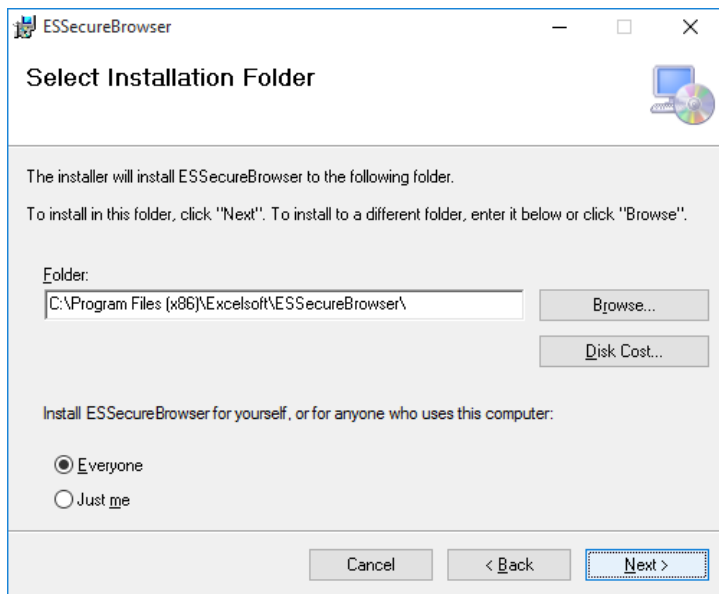 ESSecureBrowser
Select Installation Folder
The installer will install ESSecureBrowser to the following folder.
To install in this folder, click "Next". To install to a different folder, enter it below or click "Browse".
Folder:
C:\Program Files (x86)\Excelsoft\ESSecureBrowser\
Browse...
Disk Cost...
Install ESSecureBrowser for yourself, or for anyone who uses this computer:
Everyone
Just me
Cancel
< Back
Next >